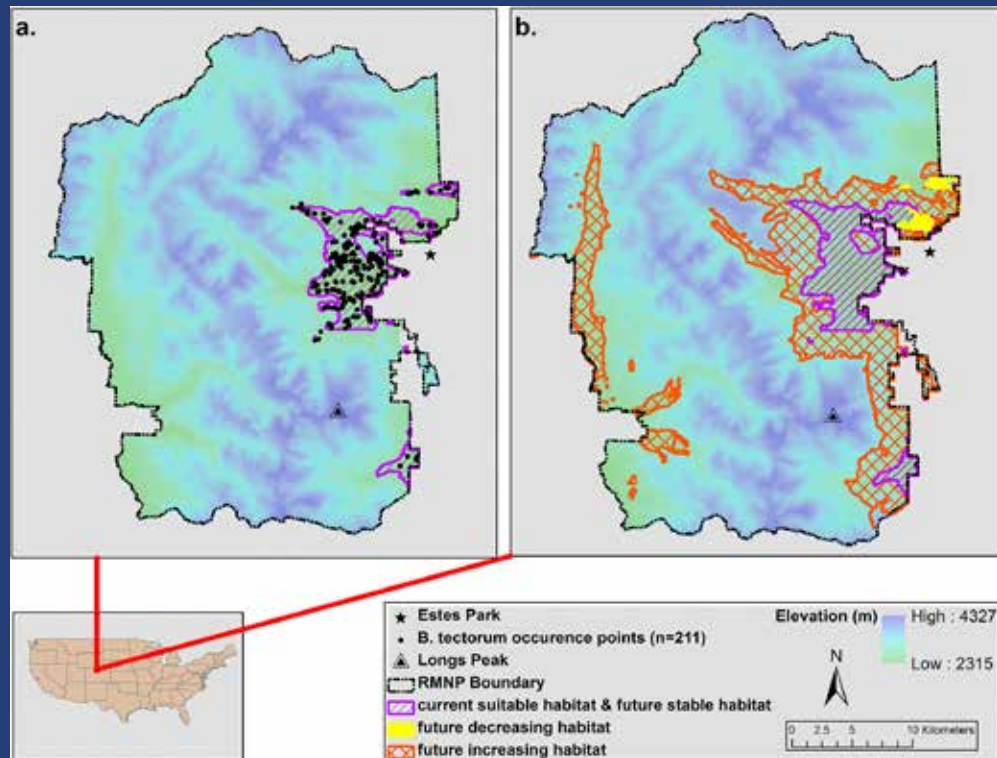 a.
b.
Estes Park
B. tectorum occurence points (n=211)
Longs Peak
RMNP Boundary
current suitable habitat & future stable habitat
future decreasing habitat
future increasing habitat
Elevation (m)
High : 4327
Low : 2315
N
0 2.5 5 10 Kilometers